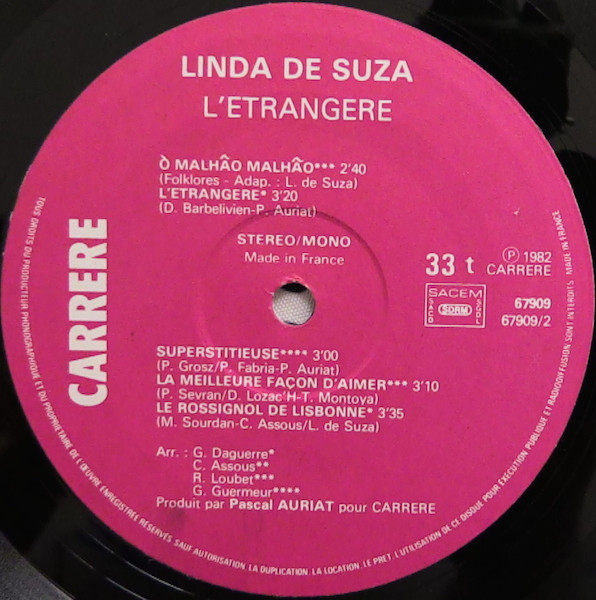 LINDA DE SUZA
L'ETRANGERE
Ò MALHÂO MALHÂO*** 2'40
(Folklores - Adap. : L. de Suza)
L'ETRANGERE* 3'20
(D. Barbelivien-P. Auriat)
STEREO/MONO
Made in France
33 t
Ⓟ 1982
CARRERE
SACEM
SACD
SORM
SGDL
67909
67909/2
CARRERE
SUPERSTITIEUSE**** 3'00
(P. Grosz/R. Fabria-P. Auriat)
LA MEILLEURE FAÇON D'AIMER*** 3'10
(P. Sevran/D. Lozac'H-T. Montoya)
LE ROSSIGNOL DE LISBONNE* 3'35
(M. Sourdan-C. Assous/L. de Suza)
Arr. : G. Daguerre*
C. Assous**
R. Loubet***
G. Guermeur****
Produit par Pascal AURIAT pour CARRERE
TOUS DROITS DU PRODUCTEUR PHONOGRAPHIQUE ET DU PROPRIETAIRE DE L'ŒUVRE ENREGISTREE RESERVES. SAUF AUTORISATION, LA DUPLICATION, LA LOCATION, LE PRET, L'UTILISATION DE CE DISQUE POUR EXECUTION PUBLIQUE ET RADIODIFFUSION SONT INTERDITS MADE IN FRANCE